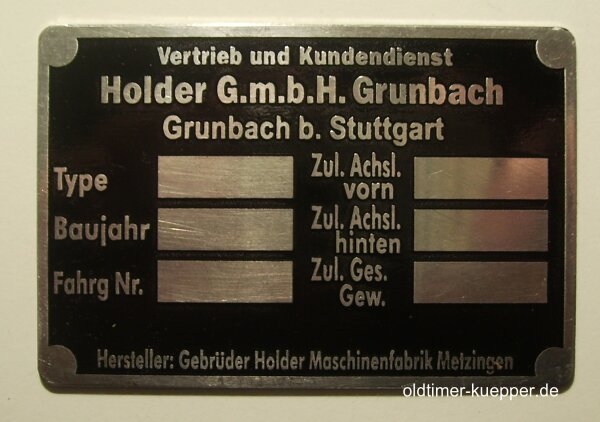 Vertrieb und Kundendienst
Holder G.m.b.H. Grunbach
Grunbach b. Stuttgart
Type
Zul. Achsl.
vorn
Baujahr
Zul. Achsl.
hinten
Fahrg Nr.
Zul. Ges.
Gew.
Hersteller: Gebrüder Holder Maschinenfabrik Metzingen
oldtimer-kuepper.de